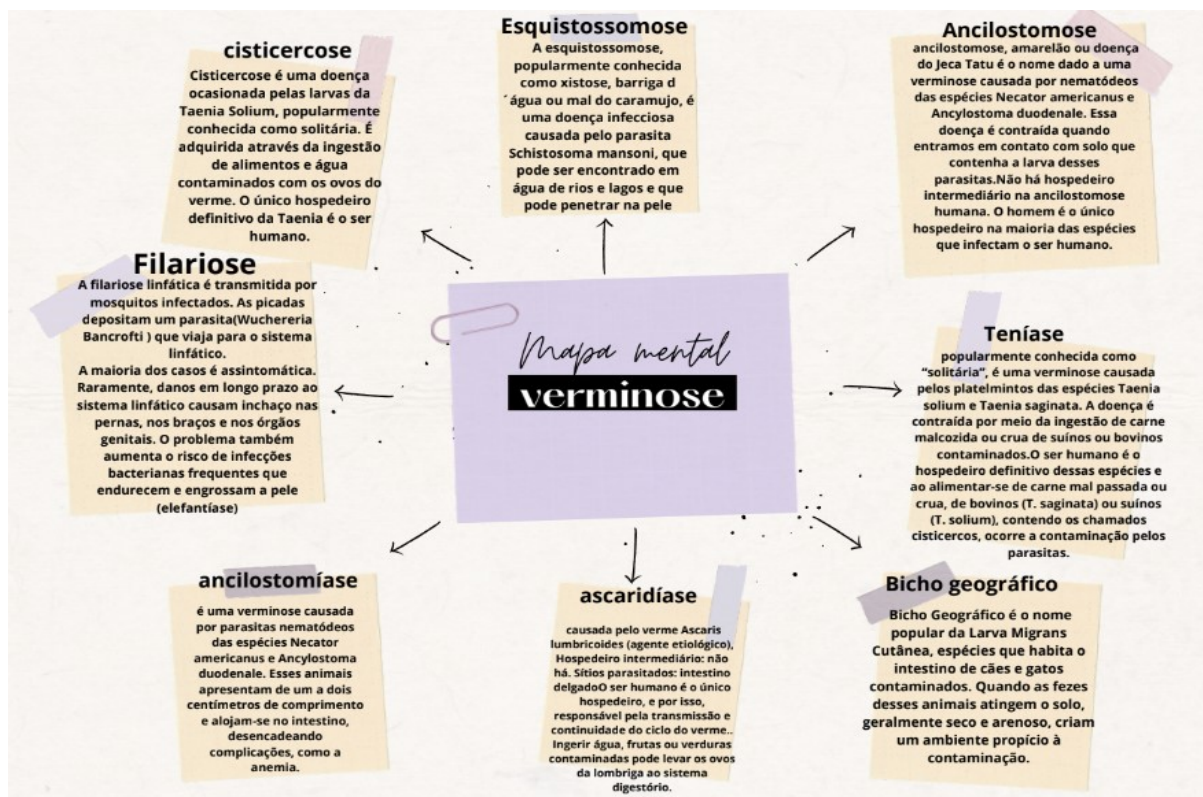 cisticercose
Cisticercose é uma doença
ocasionada pelas larvas da
Taenia Solium, popularmente
conhecida como solitária. É
adquirida através da ingestão
de alimentos e água
contaminados com os ovos do
verme. O único hospedeiro
definitivo da Taenia é o ser
humano.
Esquistossomose
A esquistossomose,
popularmente conhecida
como xistose, barriga d
´água ou mal do caramujo, é
uma doença infecciosa
causada pelo parasita
Schistosoma mansoni, que
pode ser encontrado em
água de rios e lagos e que
pode penetrar na pele
Ancilostomose
ancilostomose, amarelão ou doença
do Jeca Tatu é o nome dado a uma
verminose causada por nematódeos
das espécies Necator americanus e
Ancylostoma duodenale. Essa
doença é contraída quando
entramos em contato com solo que
contenha a larva desses
parasitas.Não há hospedeiro
intermediário na ancilostomose
humana. O homem é o único
hospedeiro na maioria das espécies
que infectam o ser humano.
Filariose
A filariose linfática é transmitida por
mosquitos infectados. As picadas
depositam um parasita(Wuchereria
Bancrofti ) que viaja para o sistema
linfático.
A maioria dos casos é assintomática.
Raramente, danos em longo prazo ao
sistema linfático causam inchaço nas
pernas, nos braços e nos órgãos
genitais. O problema também
aumenta o risco de infecções
bacterianas frequentes que
endurecem e engrossam a pele
(elefantíase)
Mapa mental
verminose
Teníase
popularmente conhecida como
“solitária”, é uma verminose causada
pelos platelmintos das espécies Taenia
solium e Taenia saginata. A doença é
contraída por meio da ingestão de carne
malcozida ou crua de suínos ou bovinos
contaminados.O ser humano é o
hospedeiro definitivo dessas espécies e
ao alimentar-se de carne mal passada ou
crua, de bovinos (T. saginata) ou suínos
(T. solium), contendo os chamados
cisticercos, ocorre a contaminação pelos
parasitas.
ancilostomíase
é uma verminose causada
por parasitas nematódeos
das espécies Necator
americanus e Ancylostoma
duodenale. Esses animais
apresentam de um a dois
centímetros de comprimento
e alojam-se no intestino,
desencadeando
complicações, como a
anemia.
ascaridíase
causada pelo verme Ascaris
lumbricoides (agente etiológico),
Hospedeiro intermediário: não
há. Sítios parasitados: intestino
delgadoO ser humano é o único
hospedeiro, e por isso,
responsável pela transmissão e
continuidade do ciclo do verme..
Ingerir água, frutas ou verduras
contaminadas pode levar os ovos
da lombriga ao sistema
digestório.
Bicho geográfico
Bicho Geográfico é o nome
popular da Larva Migrans
Cutânea, espécies que habita o
intestino de cães e gatos
contaminados. Quando as fezes
desses animais atingem o solo,
geralmente seco e arenoso, criam
um ambiente propício à
contaminação.